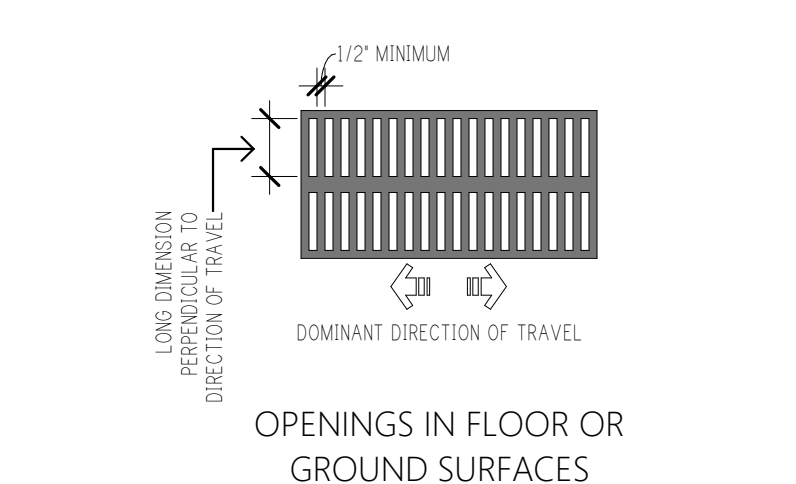 1/2" MINIMUM
LONG DIMENSION
PERPENDICULAR TO
DIRECTION OF TRAVEL
DOMINANT DIRECTION OF TRAVEL
OPENINGS IN FLOOR OR
GROUND SURFACES